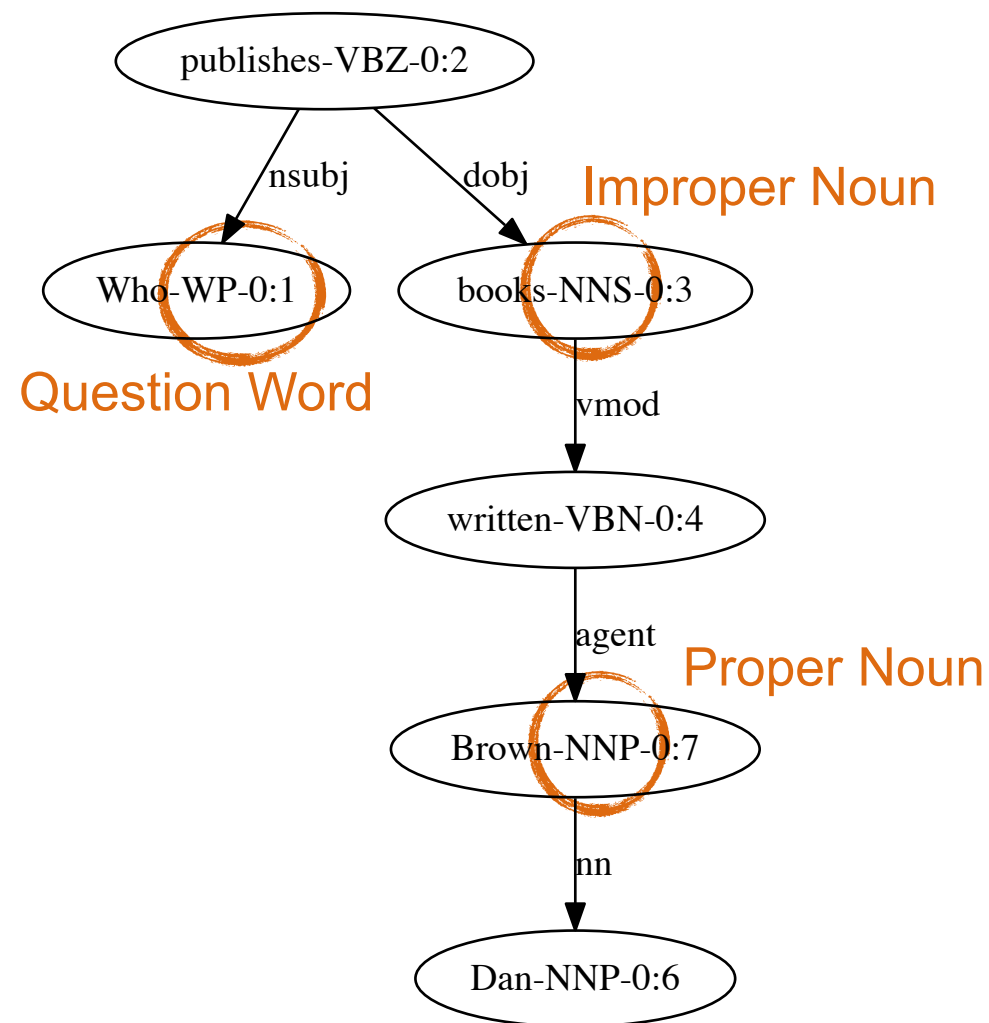 publishes-VBZ-0:2
nsubj
dobj
Improper Noun
Who-WP-0:1
books-NNS-0:3
Question Word
vmod
written-VBN-0:4
agent
Proper Noun
Brown-NNP-0:7
nn
Dan-NNP-0:6